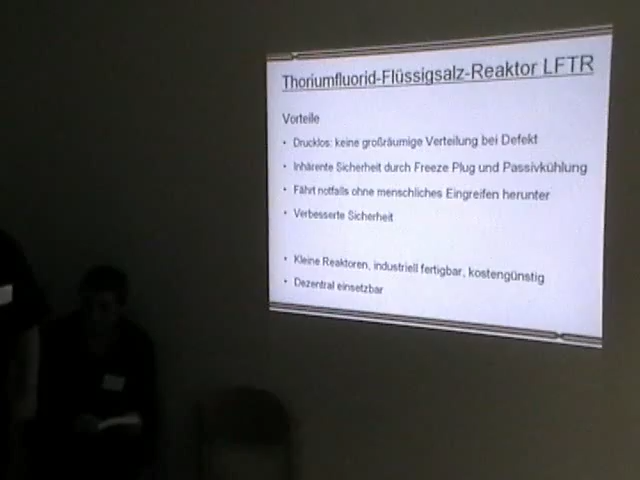 Thoriumfluorid-Flüssigsalz-Reaktor LFTR
Vorteile
• Drucklos: keine großräumige Verteilung bei Defekt
• Inhärente Sicherheit durch Freeze Plug und Passivkühlung
• Fährt notfalls ohne menschliches Eingreifen herunter
• Verbesserte Sicherheit
• Kleine Reaktoren, industriell fertigbar, kostengünstig
• Dezentral einsetzbar